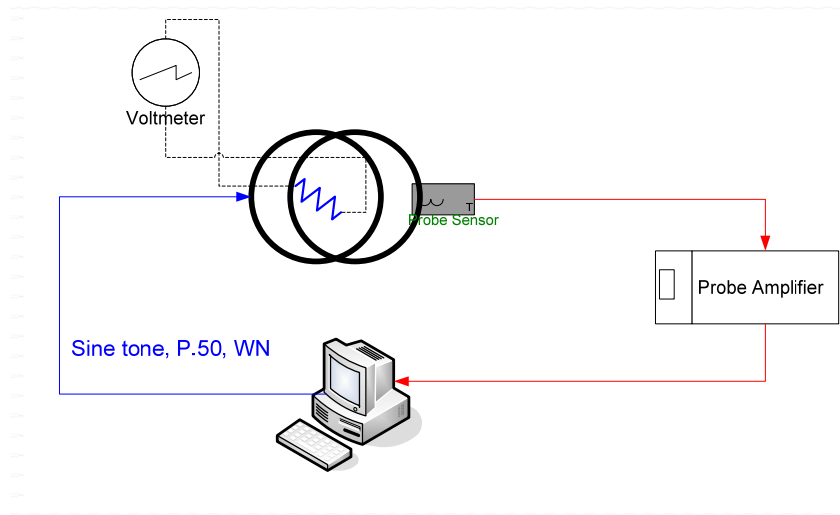 Voltmeter
T
Probe Sensor
Probe Amplifier
Sine tone, P.50, WN